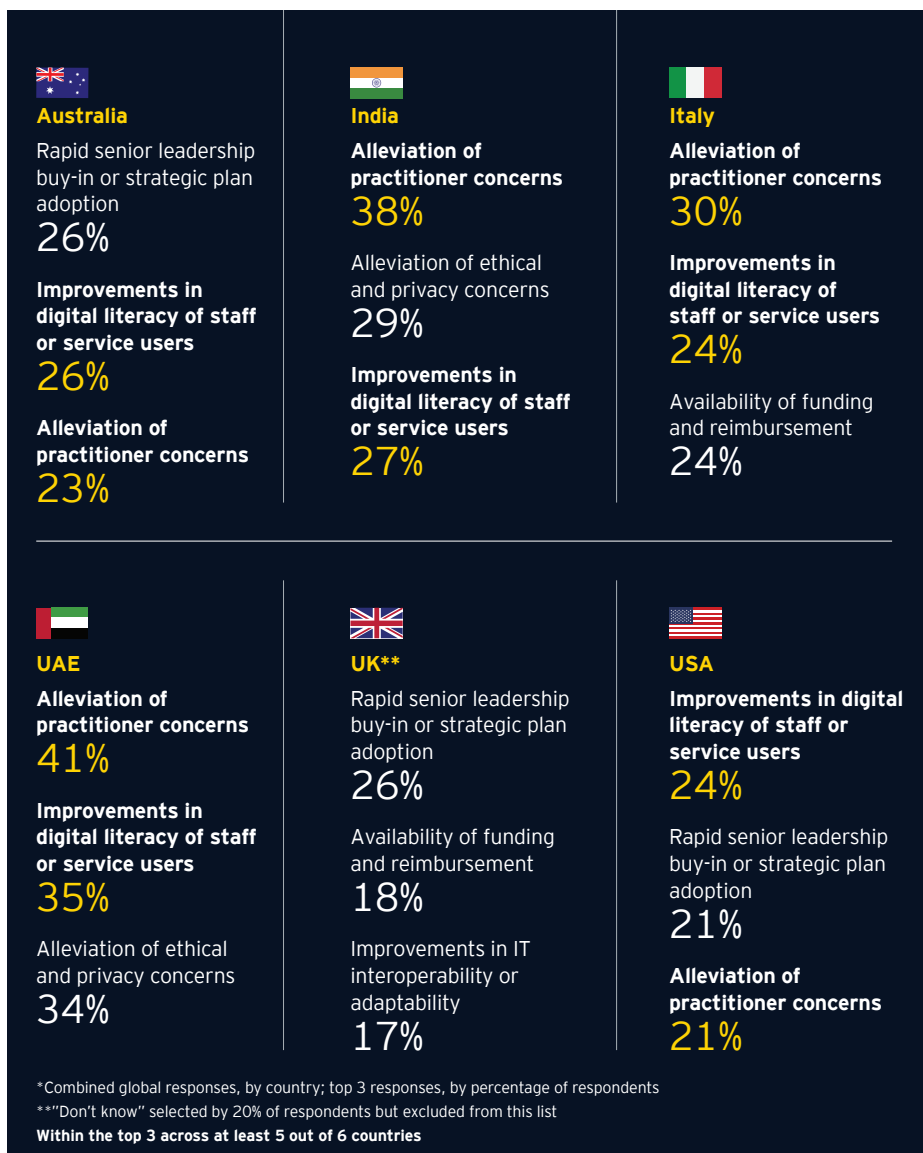 Australia
Rapid senior leadership
buy-in or strategic plan
adoption
26%
Improvements in
digital literacy of staff
or service users
26%
Alleviation of
practitioner concerns
23%
India
Alleviation of
practitioner concerns
38%
Alleviation of ethical
and privacy concerns
29%
Improvements in
digital literacy of staff
or service users
27%
Italy
Alleviation of
practitioner concerns
30%
Improvements in
digital literacy of
staff or service users
24%
Availability of funding
and reimbursement
24%
UAE
Alleviation of
practitioner concerns
41%
Improvements in
digital literacy of staff
or service users
35%
Alleviation of ethical
and privacy concerns
34%
UK**
Rapid senior leadership
buy-in or strategic plan
adoption
26%
Availability of funding
and reimbursement
18%
Improvements in IT
interoperability or
adaptability
17%
USA
Improvements in digital
literacy of staff or
service users
24%
Rapid senior leadership
buy-in or strategic plan
adoption
21%
Alleviation of
practitioner concerns
21%
*Combined global responses, by country; top 3 responses, by percentage of respondents
**"Don't know" selected by 20% of respondents but excluded from this list
Within the top 3 across at least 5 out of 6 countries